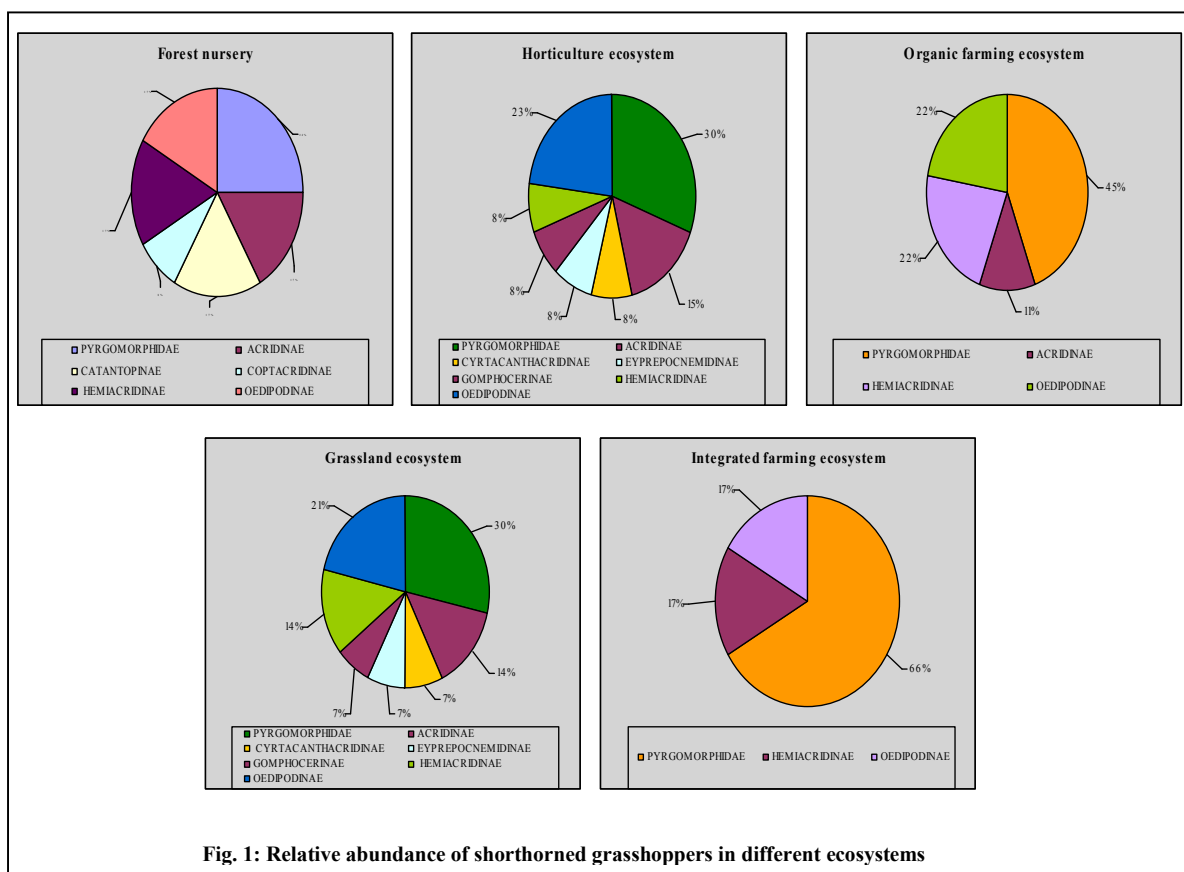 Forest nursery
PYRGOMORPHIDAE ACRIDINAE
CATANTOPINAE COPTACRIDINAE
HEMIACRIDINAE OEDIPODINAE
Horticulture ecosystem
23%
30%
8%
8%
15%
8%
8%
PYRGOMORPHIDAE ACRIDINAE
CYRTACANTHACRIDINAE EYPREPOCNEMIDINAE
GOMPHOCERINAE HEMIACRIDINAE
OEDIPODINAE
Organic farming ecosystem
22%
45%
22%
11%
PYRGOMORPHIDAE ACRIDINAE
HEMIACRIDINAE OEDIPODINAE
Grassland ecosystem
21%
30%
14%
14%
7%
7%
7%
PYRGOMORPHIDAE ACRIDINAE
CYRTACANTHACRIDINAE EYPREPOCNEMIDINAE
GOMPHOCERINAE HEMIACRIDINAE
OEDIPODINAE
Integrated farming ecosystem
17%
17%
66%
PYRGOMORPHIDAE HEMIACRIDINAE OEDIPODINAE
Fig. 1: Relative abundance of shorthorned grasshoppers in different ecosystems